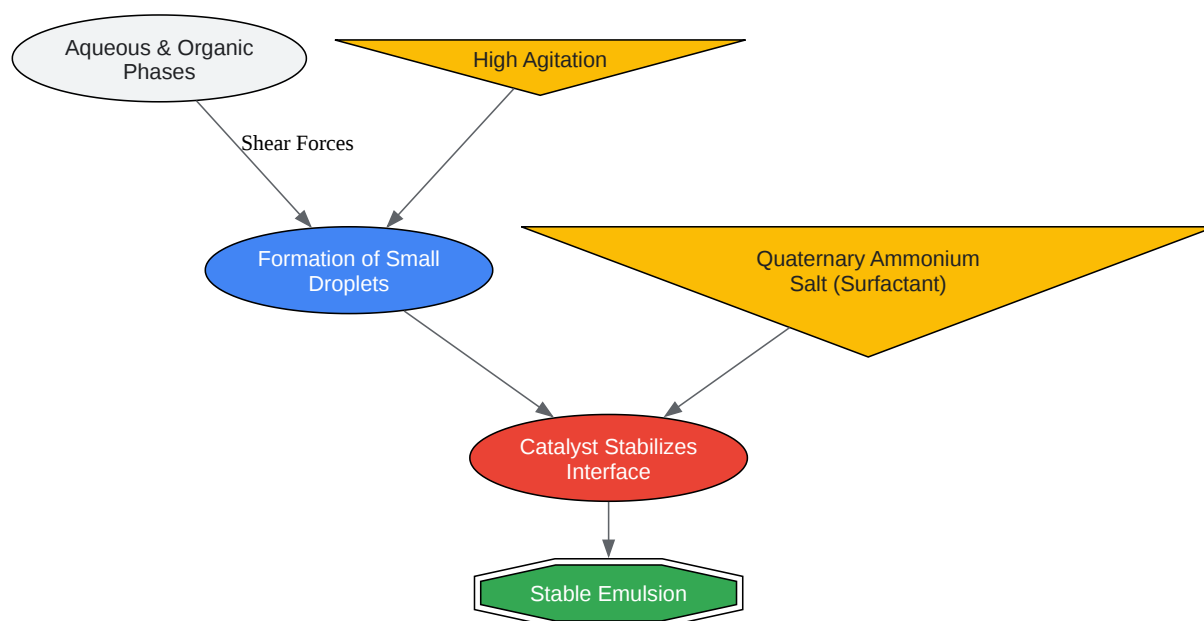 Aqueous & Organic
Phases
High Agitation
Shear Forces
Formation of Small
Droplets
Quaternary Ammonium
Salt (Surfactant)
Catalyst Stabilizes
Interface
Stable Emulsion